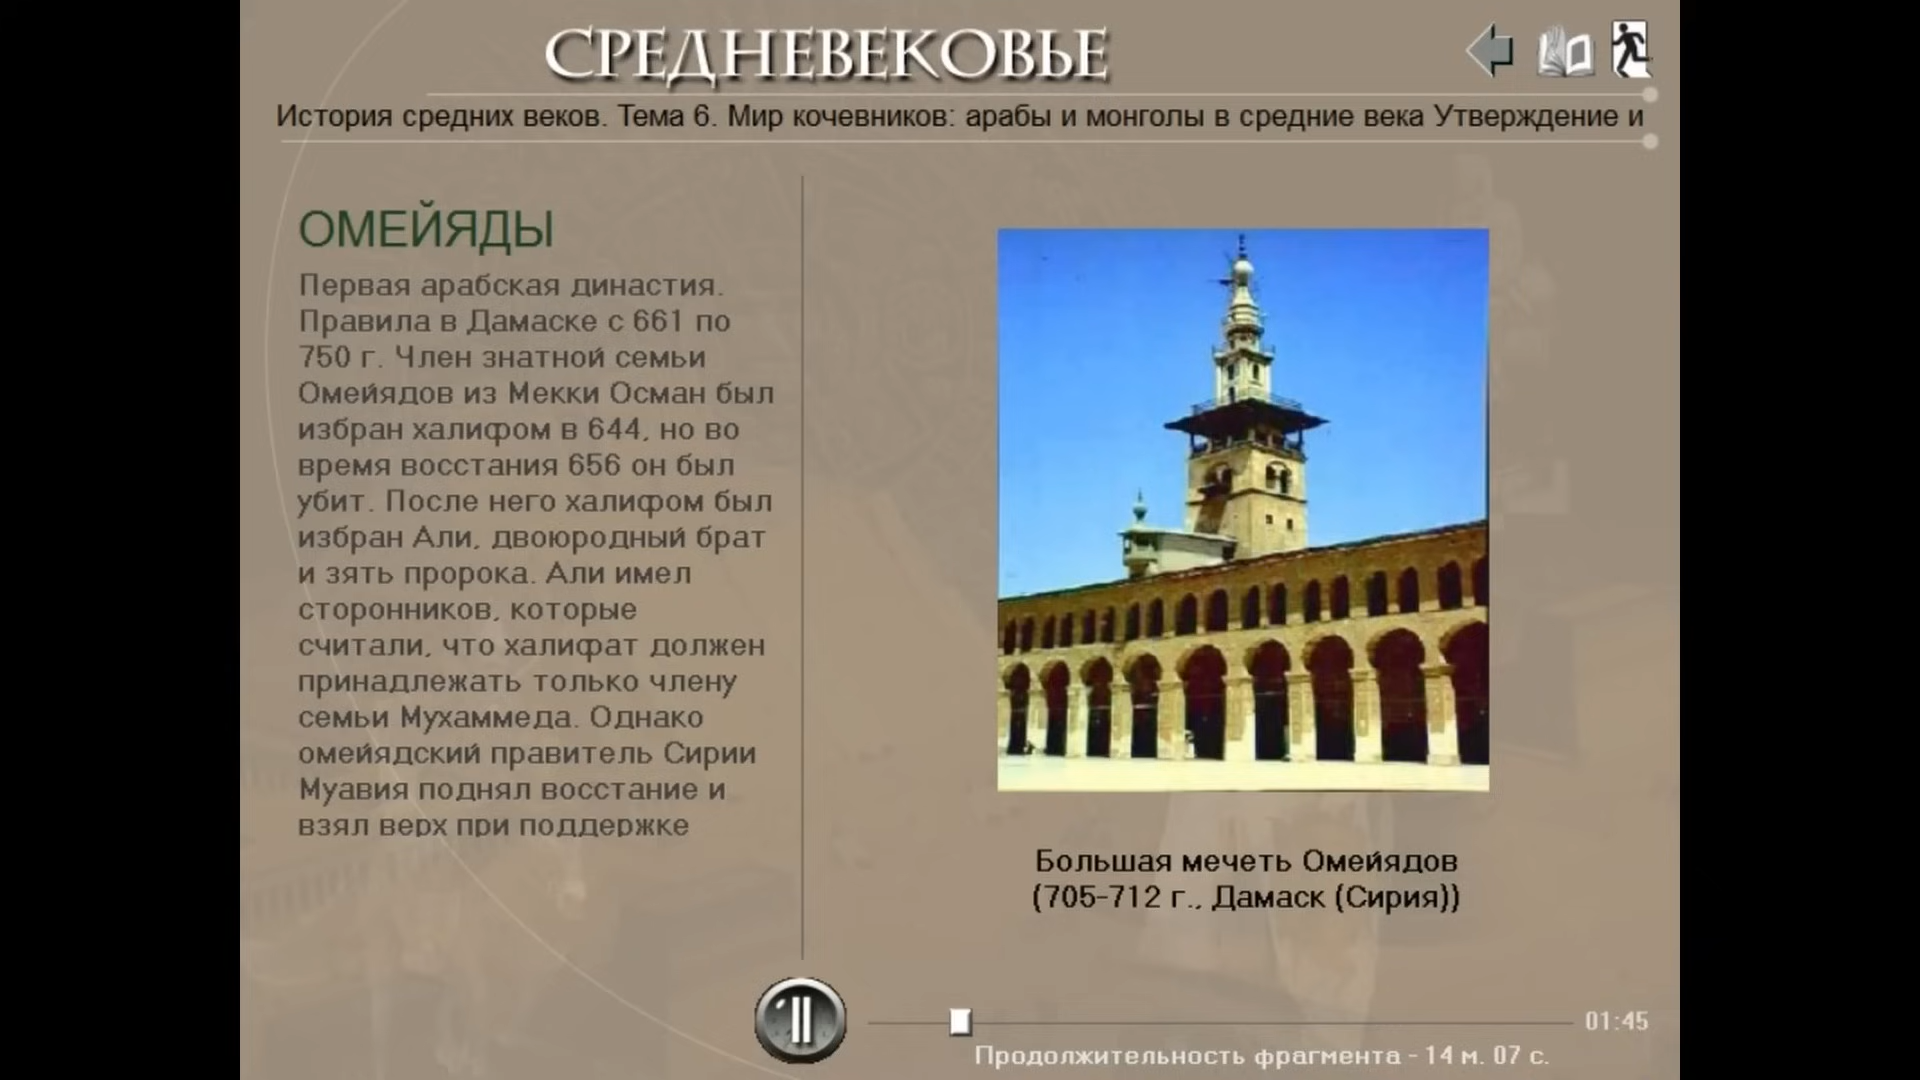 СРЕДНЕВЕКОВЬЕ
История средних веков. Тема 6. Мир кочевников: арабы и монголы в средние века Утверждение и
ОМЕЙЯДЫ
Первая арабская династия.
Правила в Дамаске с 661 по
750 г. Член знатной семьи
Омейядов из Мекки Осман был
избран халифом в 644, но во
время восстания 656 он был
убит. После него халифом был
избран Али, двоюродный брат
и зять пророка. Али имел
сторонников, которые
считали, что халифат должен
принадлежать только члену
семьи Мухаммеда. Однако
омейядский правитель Сирии
Муавия поднял восстание и
взял верх при поддержке
Большая мечеть Омейядов
(705-712 г., Дамаск (Сирия))
01:45
Продолжительность фрагмента - 14 м. 07 с.